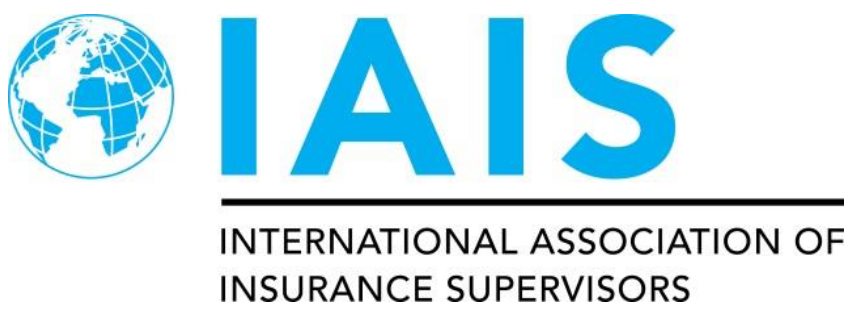 IAIS
INTERNATIONAL ASSOCIATION OF
INSURANCE SUPERVISORS